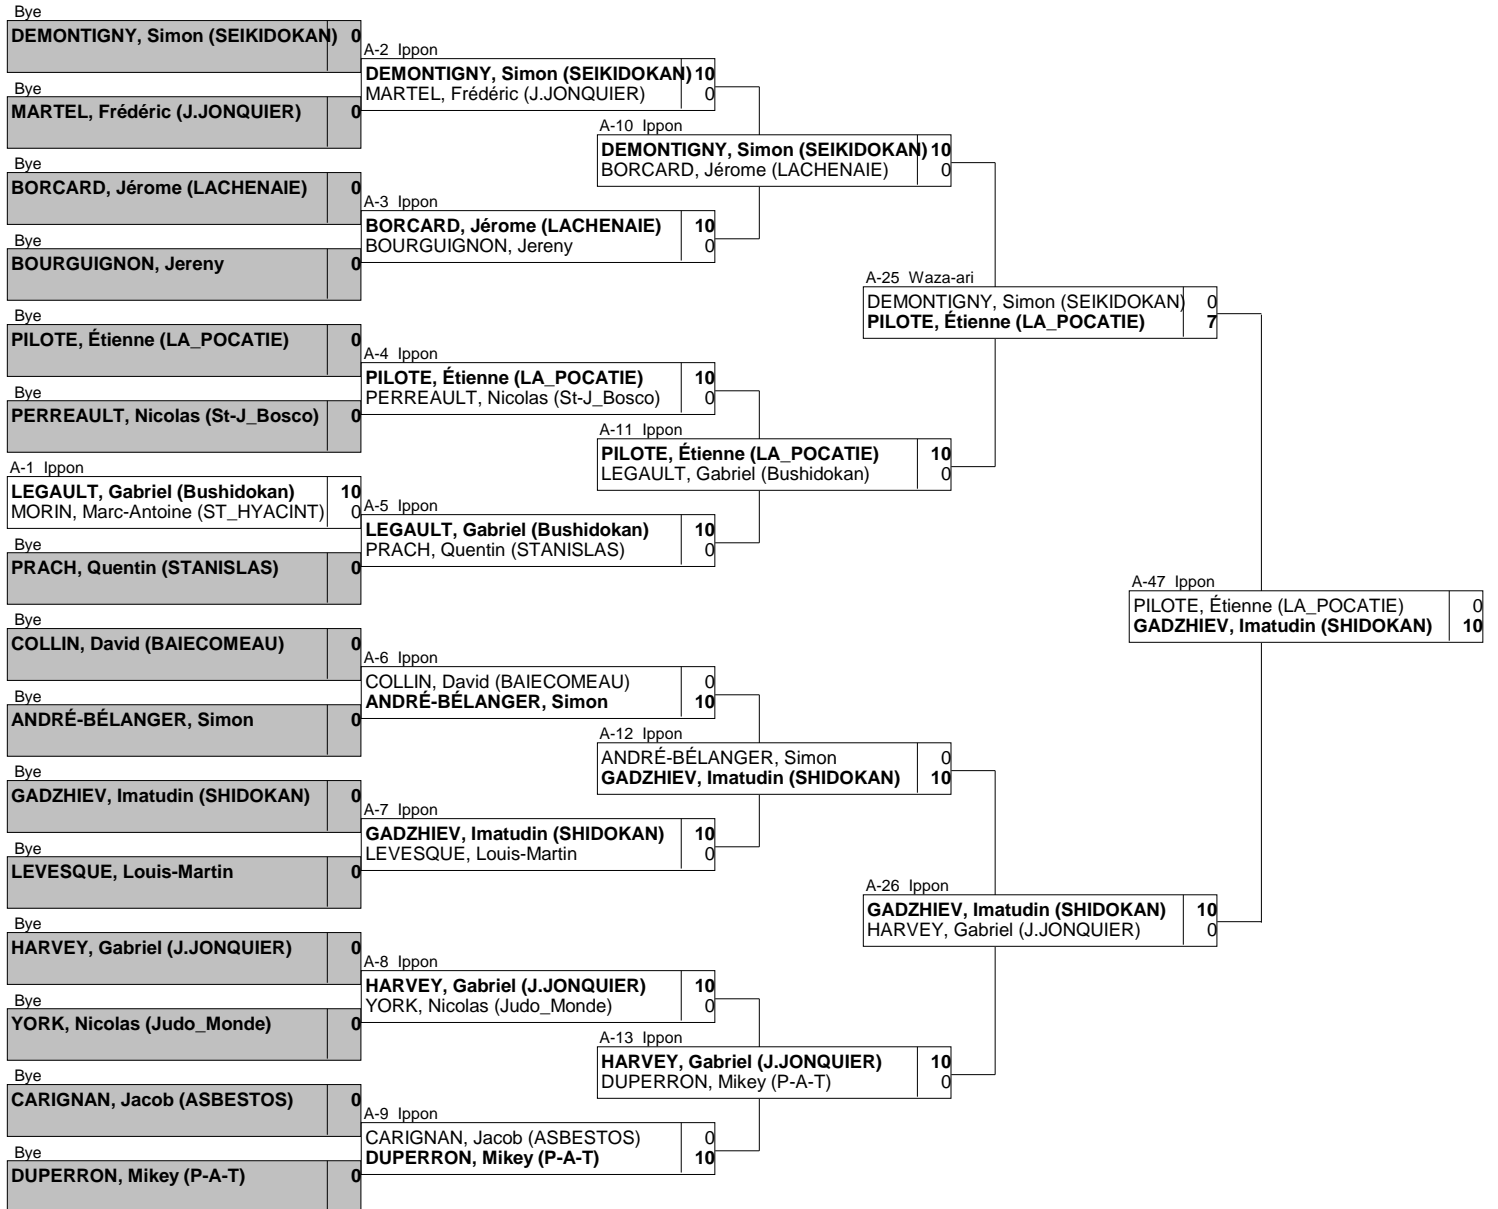 Bye
DEMONTIGNY, Simon (SEIKIDOKAN) 0
Bye
MARTEL, Frédéric (J.JONQUIER) 0
Bye
BORCARD, Jérome (LACHENAIE) 0
Bye
BOURGUIGNON, Jereny 0
Bye
PILOTE, Étienne (LA_POCATIE) 0
Bye
PERREAULT, Nicolas (St-J_Bosco) 0
A-1 Ippon
LEGAULT, Gabriel (Bushidokan) 10
MORIN, Marc-Antoine (ST_HYACINT) 0
Bye
PRACH, Quentin (STANISLAS) 0
Bye
COLLIN, David (BAIECOMEAU) 0
Bye
ANDRÉ-BÉLANGER, Simon 0
Bye
GADZHIEV, Imatudin (SHIDOKAN) 0
Bye
LEVESQUE, Louis-Martin 0
Bye
HARVEY, Gabriel (J.JONQUIER) 0
Bye
YORK, Nicolas (Judo_Monde) 0
Bye
CARIGNAN, Jacob (ASBESTOS) 0
Bye
DUPERRON, Mikey (P-A-T) 0
A-2 Ippon
DEMONTIGNY, Simon (SEIKIDOKAN) 10
MARTEL, Frédéric (J.JONQUIER) 0
A-3 Ippon
BORCARD, Jérome (LACHENAIE) 10
BOURGUIGNON, Jereny 0
A-4 Ippon
PILOTE, Étienne (LA_POCATIE) 10
PERREAULT, Nicolas (St-J_Bosco) 0
A-5 Ippon
LEGAULT, Gabriel (Bushidokan) 10
PRACH, Quentin (STANISLAS) 0
A-6 Ippon
COLLIN, David (BAIECOMEAU) 0
ANDRÉ-BÉLANGER, Simon 10
A-7 Ippon
GADZHIEV, Imatudin (SHIDOKAN) 10
LEVESQUE, Louis-Martin 0
A-8 Ippon
HARVEY, Gabriel (J.JONQUIER) 10
YORK, Nicolas (Judo_Monde) 0
A-9 Ippon
CARIGNAN, Jacob (ASBESTOS) 0
DUPERRON, Mikey (P-A-T) 10
A-10 Ippon
DEMONTIGNY, Simon (SEIKIDOKAN) 10
BORCARD, Jérome (LACHENAIE) 0
A-11 Ippon
PILOTE, Étienne (LA_POCATIE) 10
LEGAULT, Gabriel (Bushidokan) 0
A-12 Ippon
ANDRÉ-BÉLANGER, Simon 0
GADZHIEV, Imatudin (SHIDOKAN) 10
A-13 Ippon
HARVEY, Gabriel (J.JONQUIER) 10
DUPERRON, Mikey (P-A-T) 0
A-25 Waza-ari
DEMONTIGNY, Simon (SEIKIDOKAN) 0
PILOTE, Étienne (LA_POCATIE) 7
A-26 Ippon
GADZHIEV, Imatudin (SHIDOKAN) 10
HARVEY, Gabriel (J.JONQUIER) 0
A-47 Ippon
PILOTE, Étienne (LA_POCATIE) 0
GADZHIEV, Imatudin (SHIDOKAN) 10